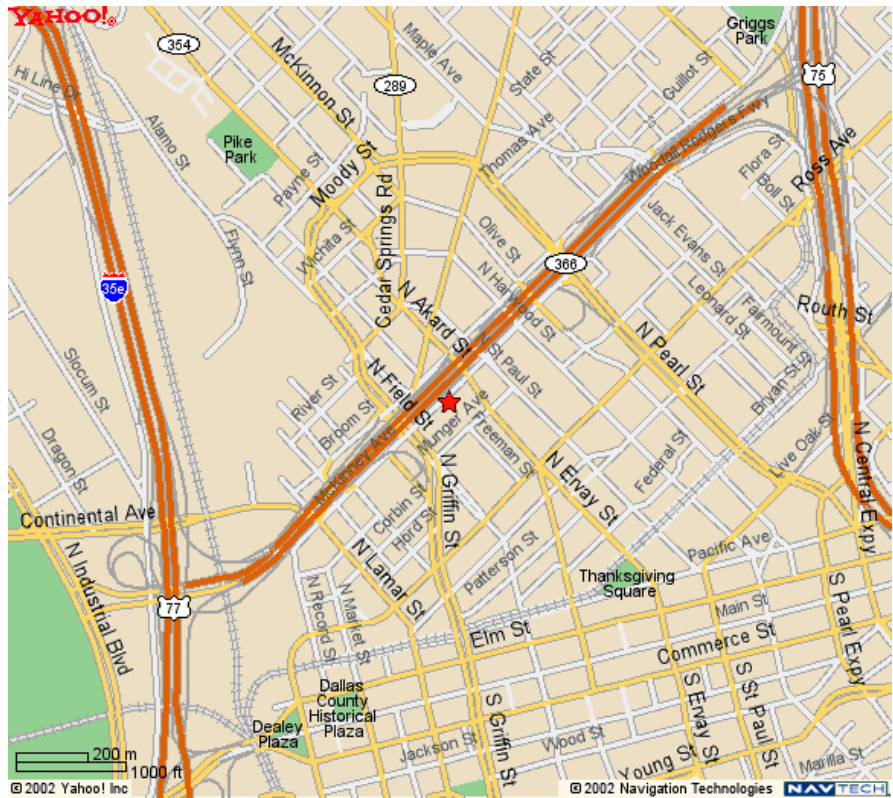 YAHOO!®
Griggs
Park
354
McKinnon St
Maple Ave
State St
Guillot St
75
Hi Line Dr
289
Alamo St
Pike
Park
Payne St
Moody St
Thomas Ave
Woodall Rodgers Fwy
Flora St
Boll St
Ross Ave
Wichita St
Cedar Springs Rd
Olive St
Jack Evans St
Flynn St
366
N Harwood St
Leonard St
Fairmount St
Routh St
35e
N Akard St
N St Paul St
N Pearl St
Slocum St
River St
Broom St
N Field St
Munger Ave
Freeman St
Bryan St
McKinney Ave
Federal St
Live Oak St
N Central Expy
Dragon St
N Griffin St
N Ervay St
Continental Ave
Corbin St
Hord St
N Industrial Blvd
N Lamar St
Patterson St
Pacific Ave
Thanksgiving
Square
77
N Record St
N Market St
Elm St
Main St
Commerce St
S Pearl Expy
Dallas
County
Historical
Plaza
Dealey
Plaza
S Griffin St
S Ervay St
S St Paul St
Jackson St
Wood St
Young St
Marilla St
200 m
1000 ft
© 2002 Yahoo! Inc
© 2002 Navigation Technologies
NAVTECH